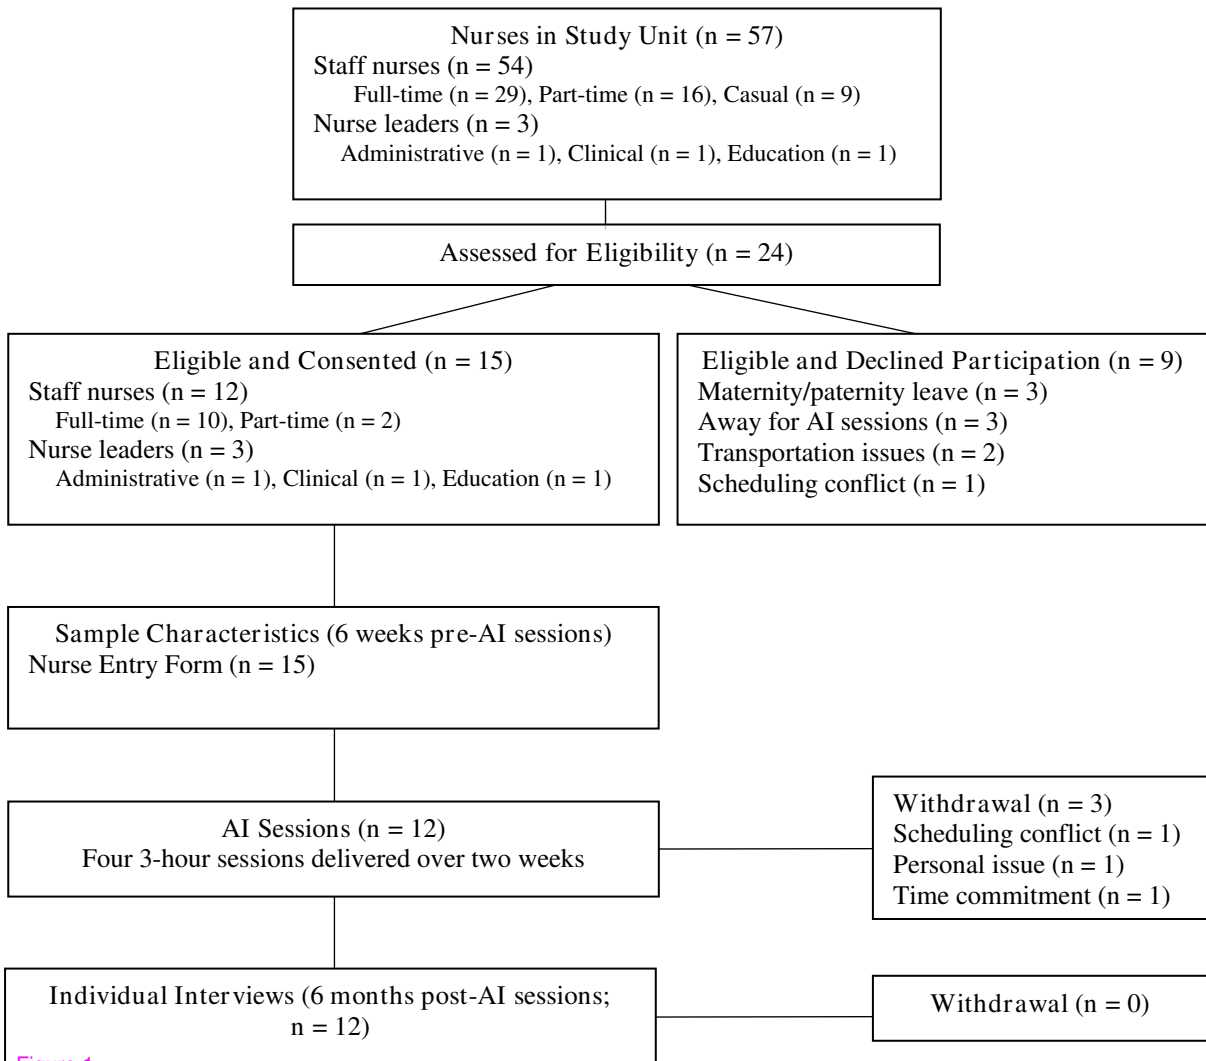 Nurses in Study Unit (n = 57)
Staff nurses (n = 54)
Full-time (n = 29), Part-time (n = 16), Casual (n = 9)
Nurse leaders (n = 3)
Administrative (n = 1), Clinical (n = 1), Education (n = 1)
Assessed for Eligibility (n = 24)
Eligible and Consented (n = 15)
Staff nurses (n = 12)
Full-time (n = 10), Part-time (n = 2)
Nurse leaders (n = 3)
Administrative (n = 1), Clinical (n = 1), Education (n = 1)
Eligible and Declined Participation (n = 9)
Maternity/paternity leave (n = 3)
Away for AI sessions (n = 3)
Transportation issues (n = 2)
Scheduling conflict (n = 1)
Sample Characteristics (6 weeks pre-AI sessions)
Nurse Entry Form (n = 15)
AI Sessions (n = 12)
Four 3-hour sessions delivered over two weeks
Withdrawal (n = 3)
Scheduling conflict (n = 1)
Personal issue (n = 1)
Time commitment (n = 1)
Individual Interviews (6 months post-AI sessions;
n = 12)
Withdrawal (n = 0)
Figure 1